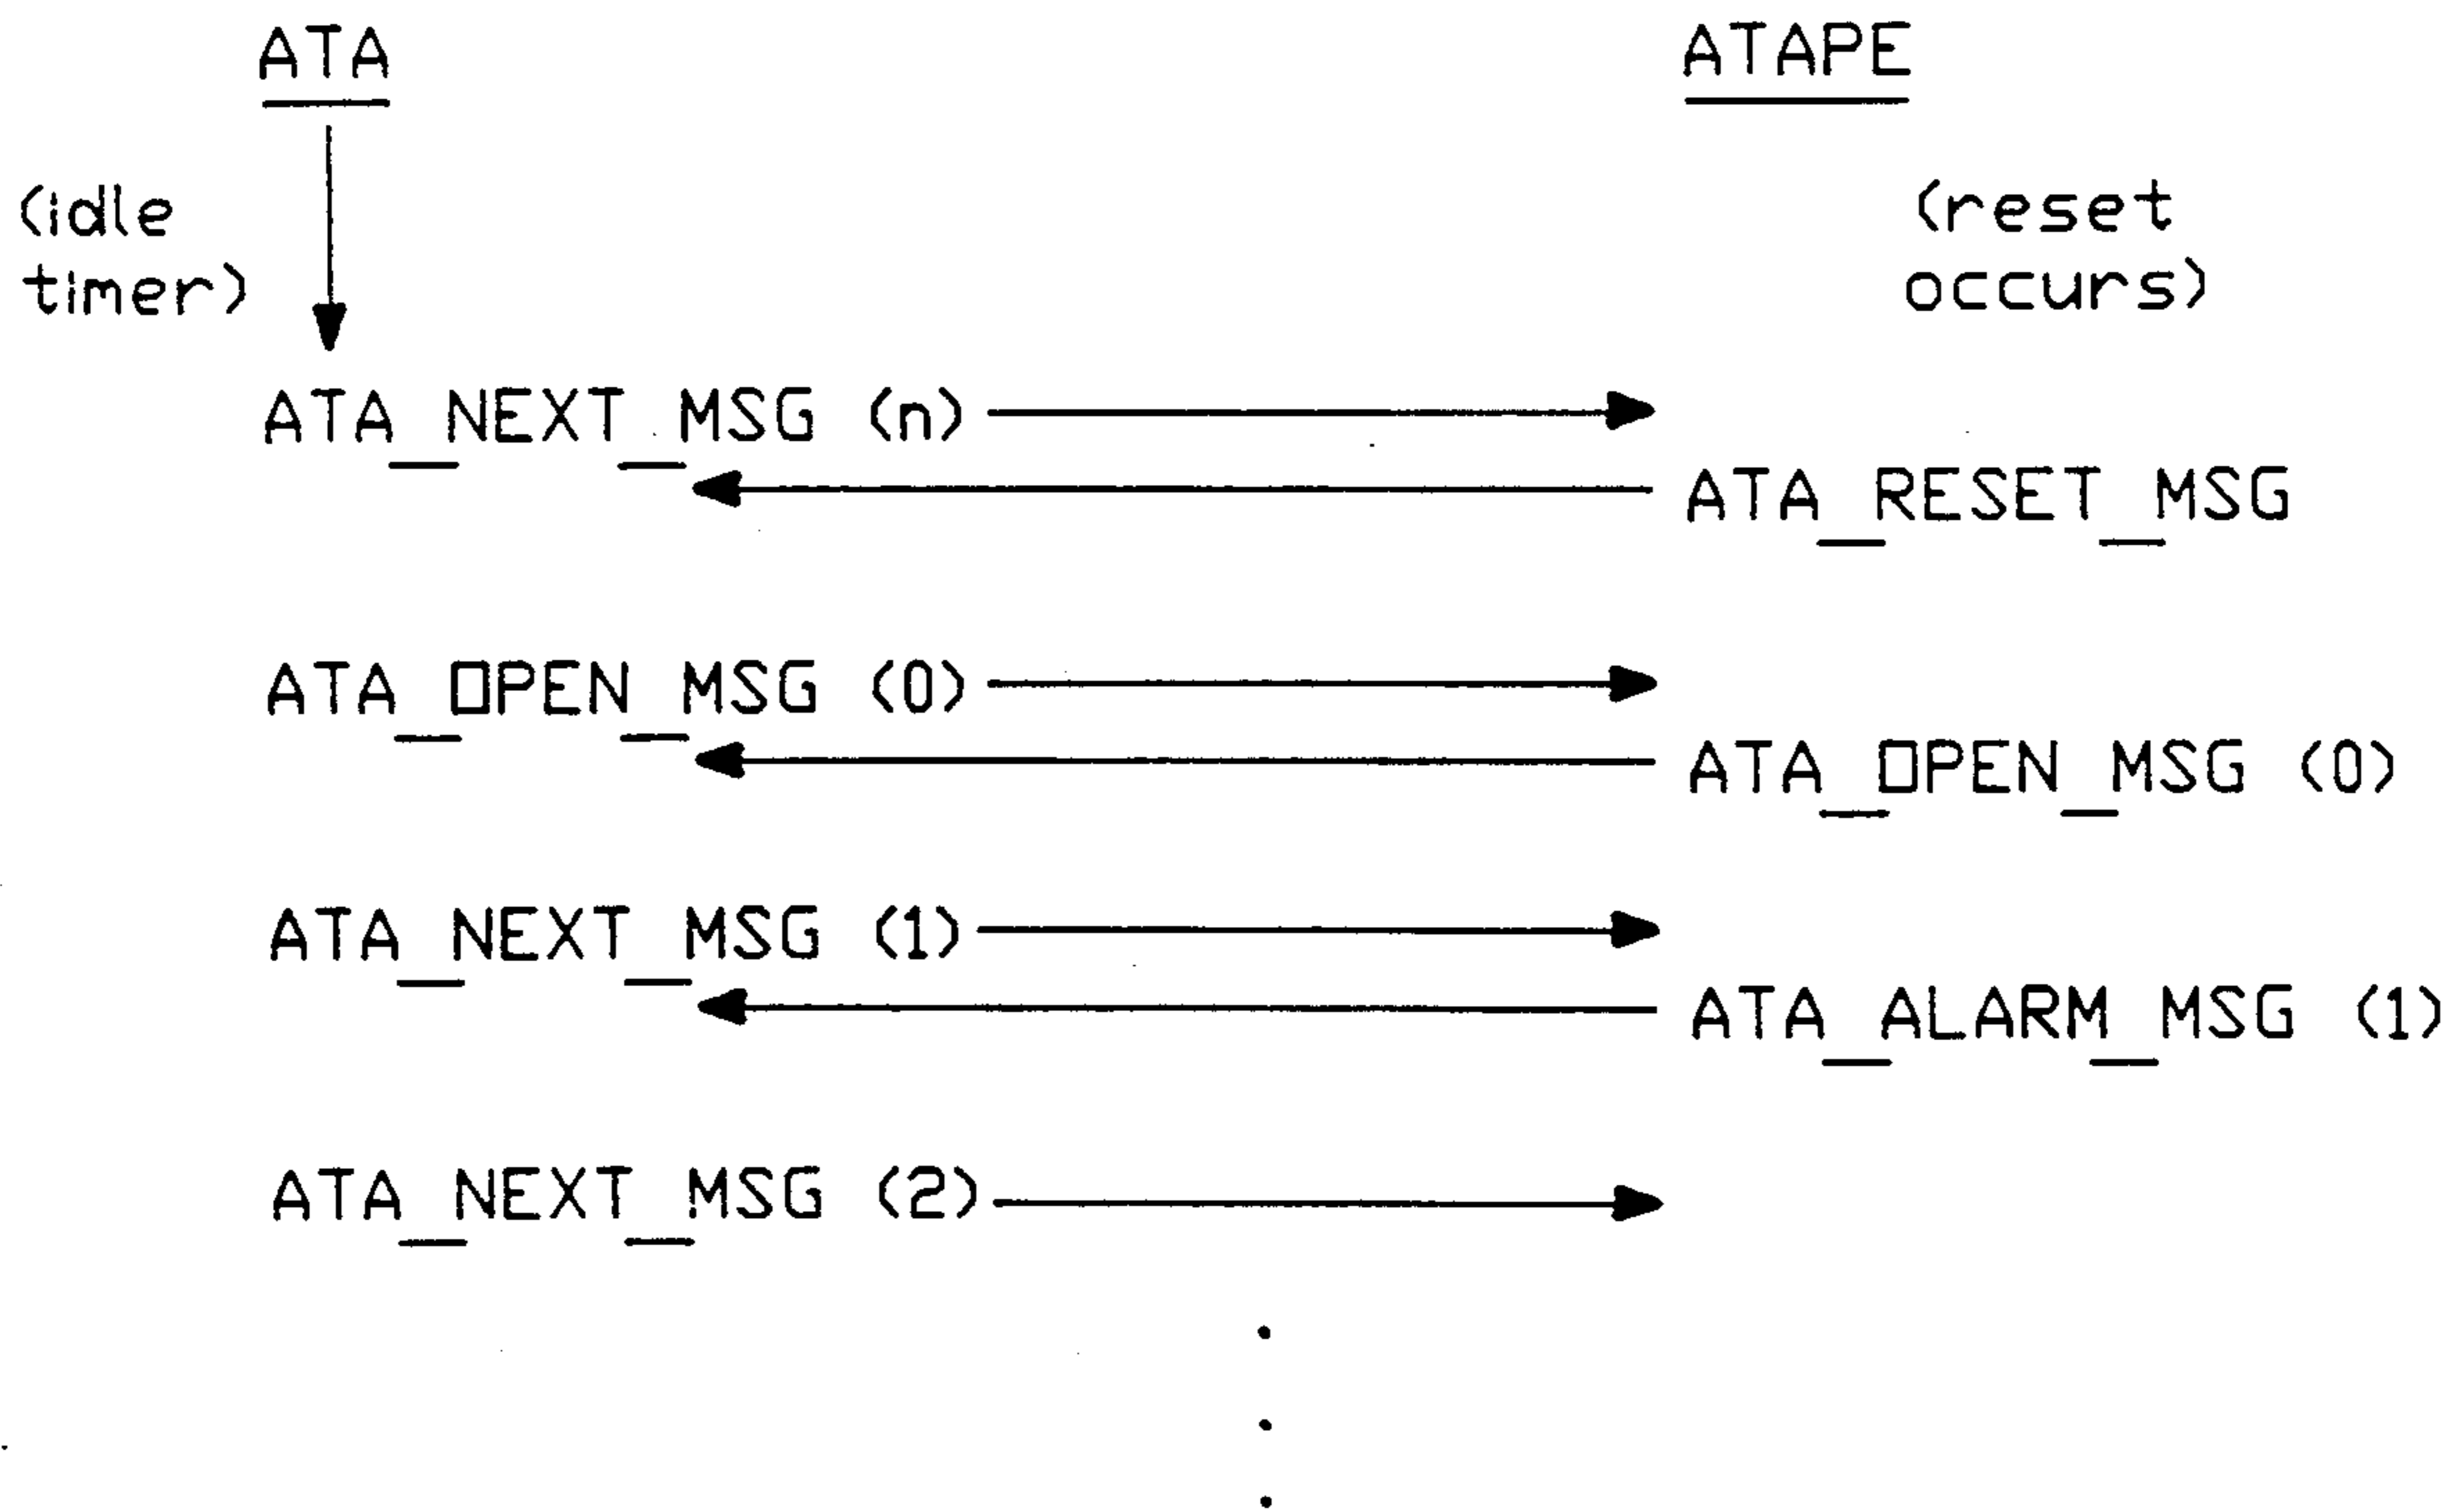 ATA ATAPE
(idle
timer)
(reset
occurs)
ATA_NEXT_MSG (n)
ATA_RESET_MSG
ATA_OPEN_MSG (0)
ATA_OPEN_MSG (0)
ATA_NEXT_MSG (1)
ATA_ALARM_MSG (1)
ATA_NEXT_MSG (2)